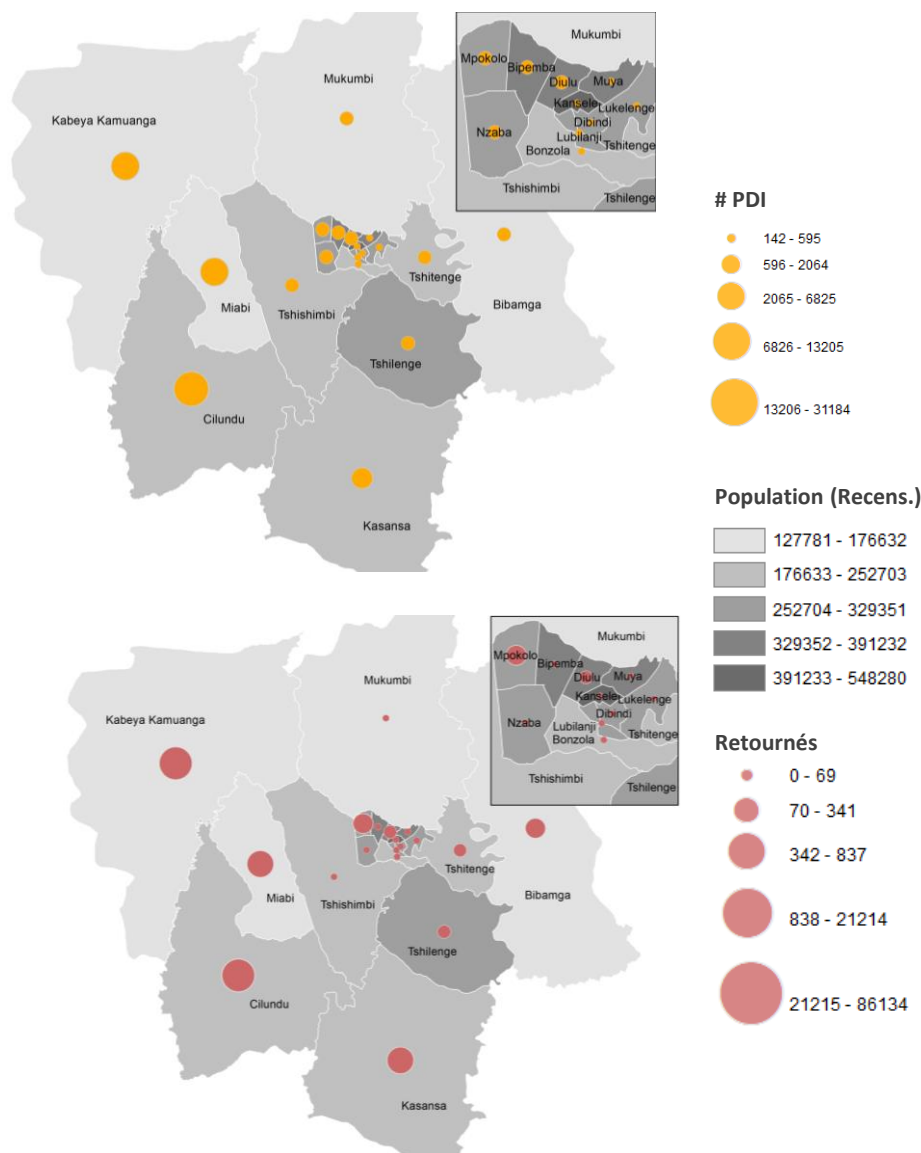 Mukumbi
Kabeya Kamuanga
Miabi
Tshishimbi
Tshitenge
Bibamga
Tshilenge
Cilundu
Kasansa
Mukumbi
Mpokolo
Bipemba
Diulu
Muya
Kansele
Lukelenge
Dibindi
Nzaba
Lubilanji
Bonzola
Tshitenge
Tshishimbi
Tshilenge
# PDI
142 - 595
596 - 2064
2065 - 6825
6826 - 13205
13206 - 31184
Population (Recens.)
127781 - 176632
176633 - 252703
252704 - 329351
329352 - 391232
391233 - 548280
Retournés
0 - 69
70 - 341
342 - 837
838 - 21214
21215 - 86134
Mukumbi
Kabeya Kamuanga
Miabi
Tshishimbi
Tshitenge
Bibamga
Tshilenge
Cilundu
Kasansa
Mukumbi
Mpokolo
Bipemba
Diulu
Muya
Kansele
Lukelenge
Dibindi
Nzaba
Lubilanji
Bonzola
Tshitenge
Tshishimbi
Tshilenge